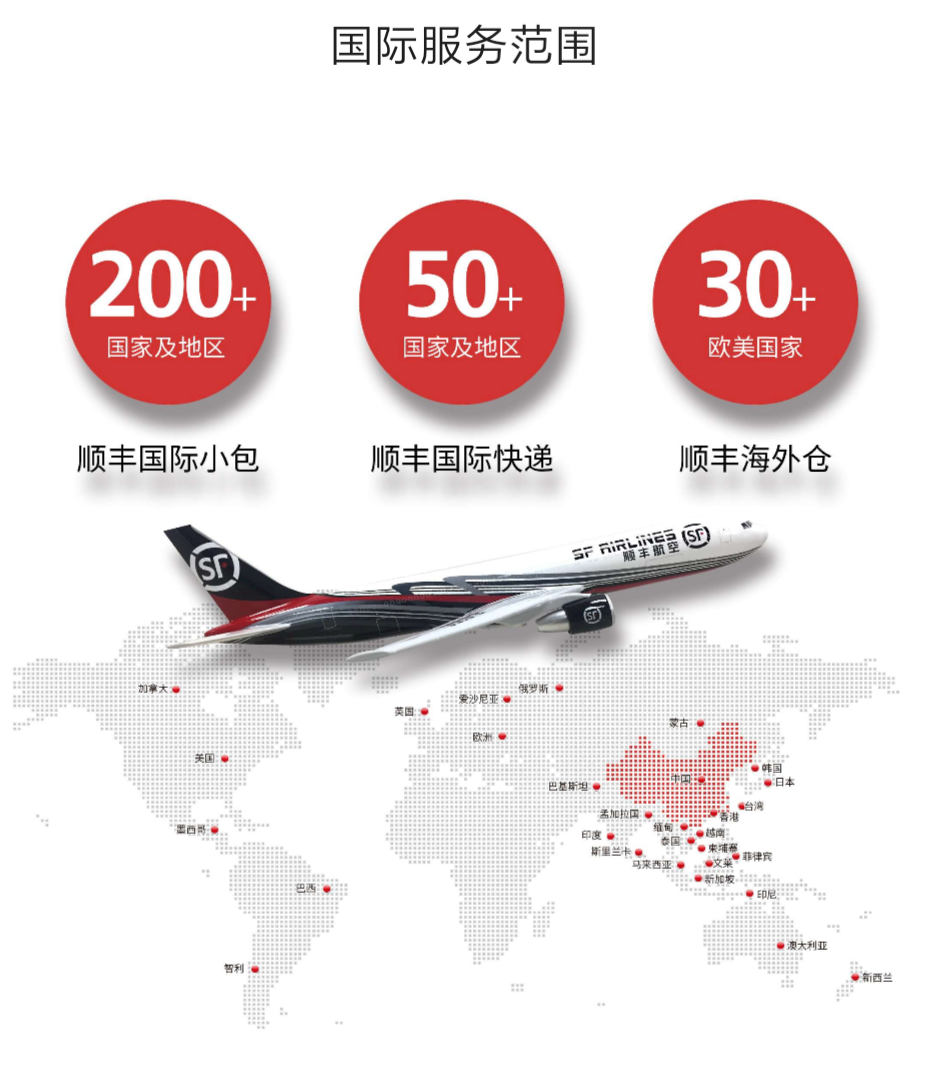 国际服务范围
200+
国家及地区
50+
国家及地区
30+
欧美国家
顺丰国际小包
顺丰国际快递
顺丰海外仓
SF AIRLINES SF
顺丰航空
SF
SF
加拿大
俄罗斯
爱沙尼亚
英国
蒙古
欧洲
美国
韩国
中国
日本
巴基斯坦
台湾
孟加拉国
香港
缅甸
墨西哥
越南
印度
泰国
柬埔寨
斯里兰卡
菲律宾
马来西亚
文莱
新加坡
巴西
印尼
澳大利亚
智利
新西兰